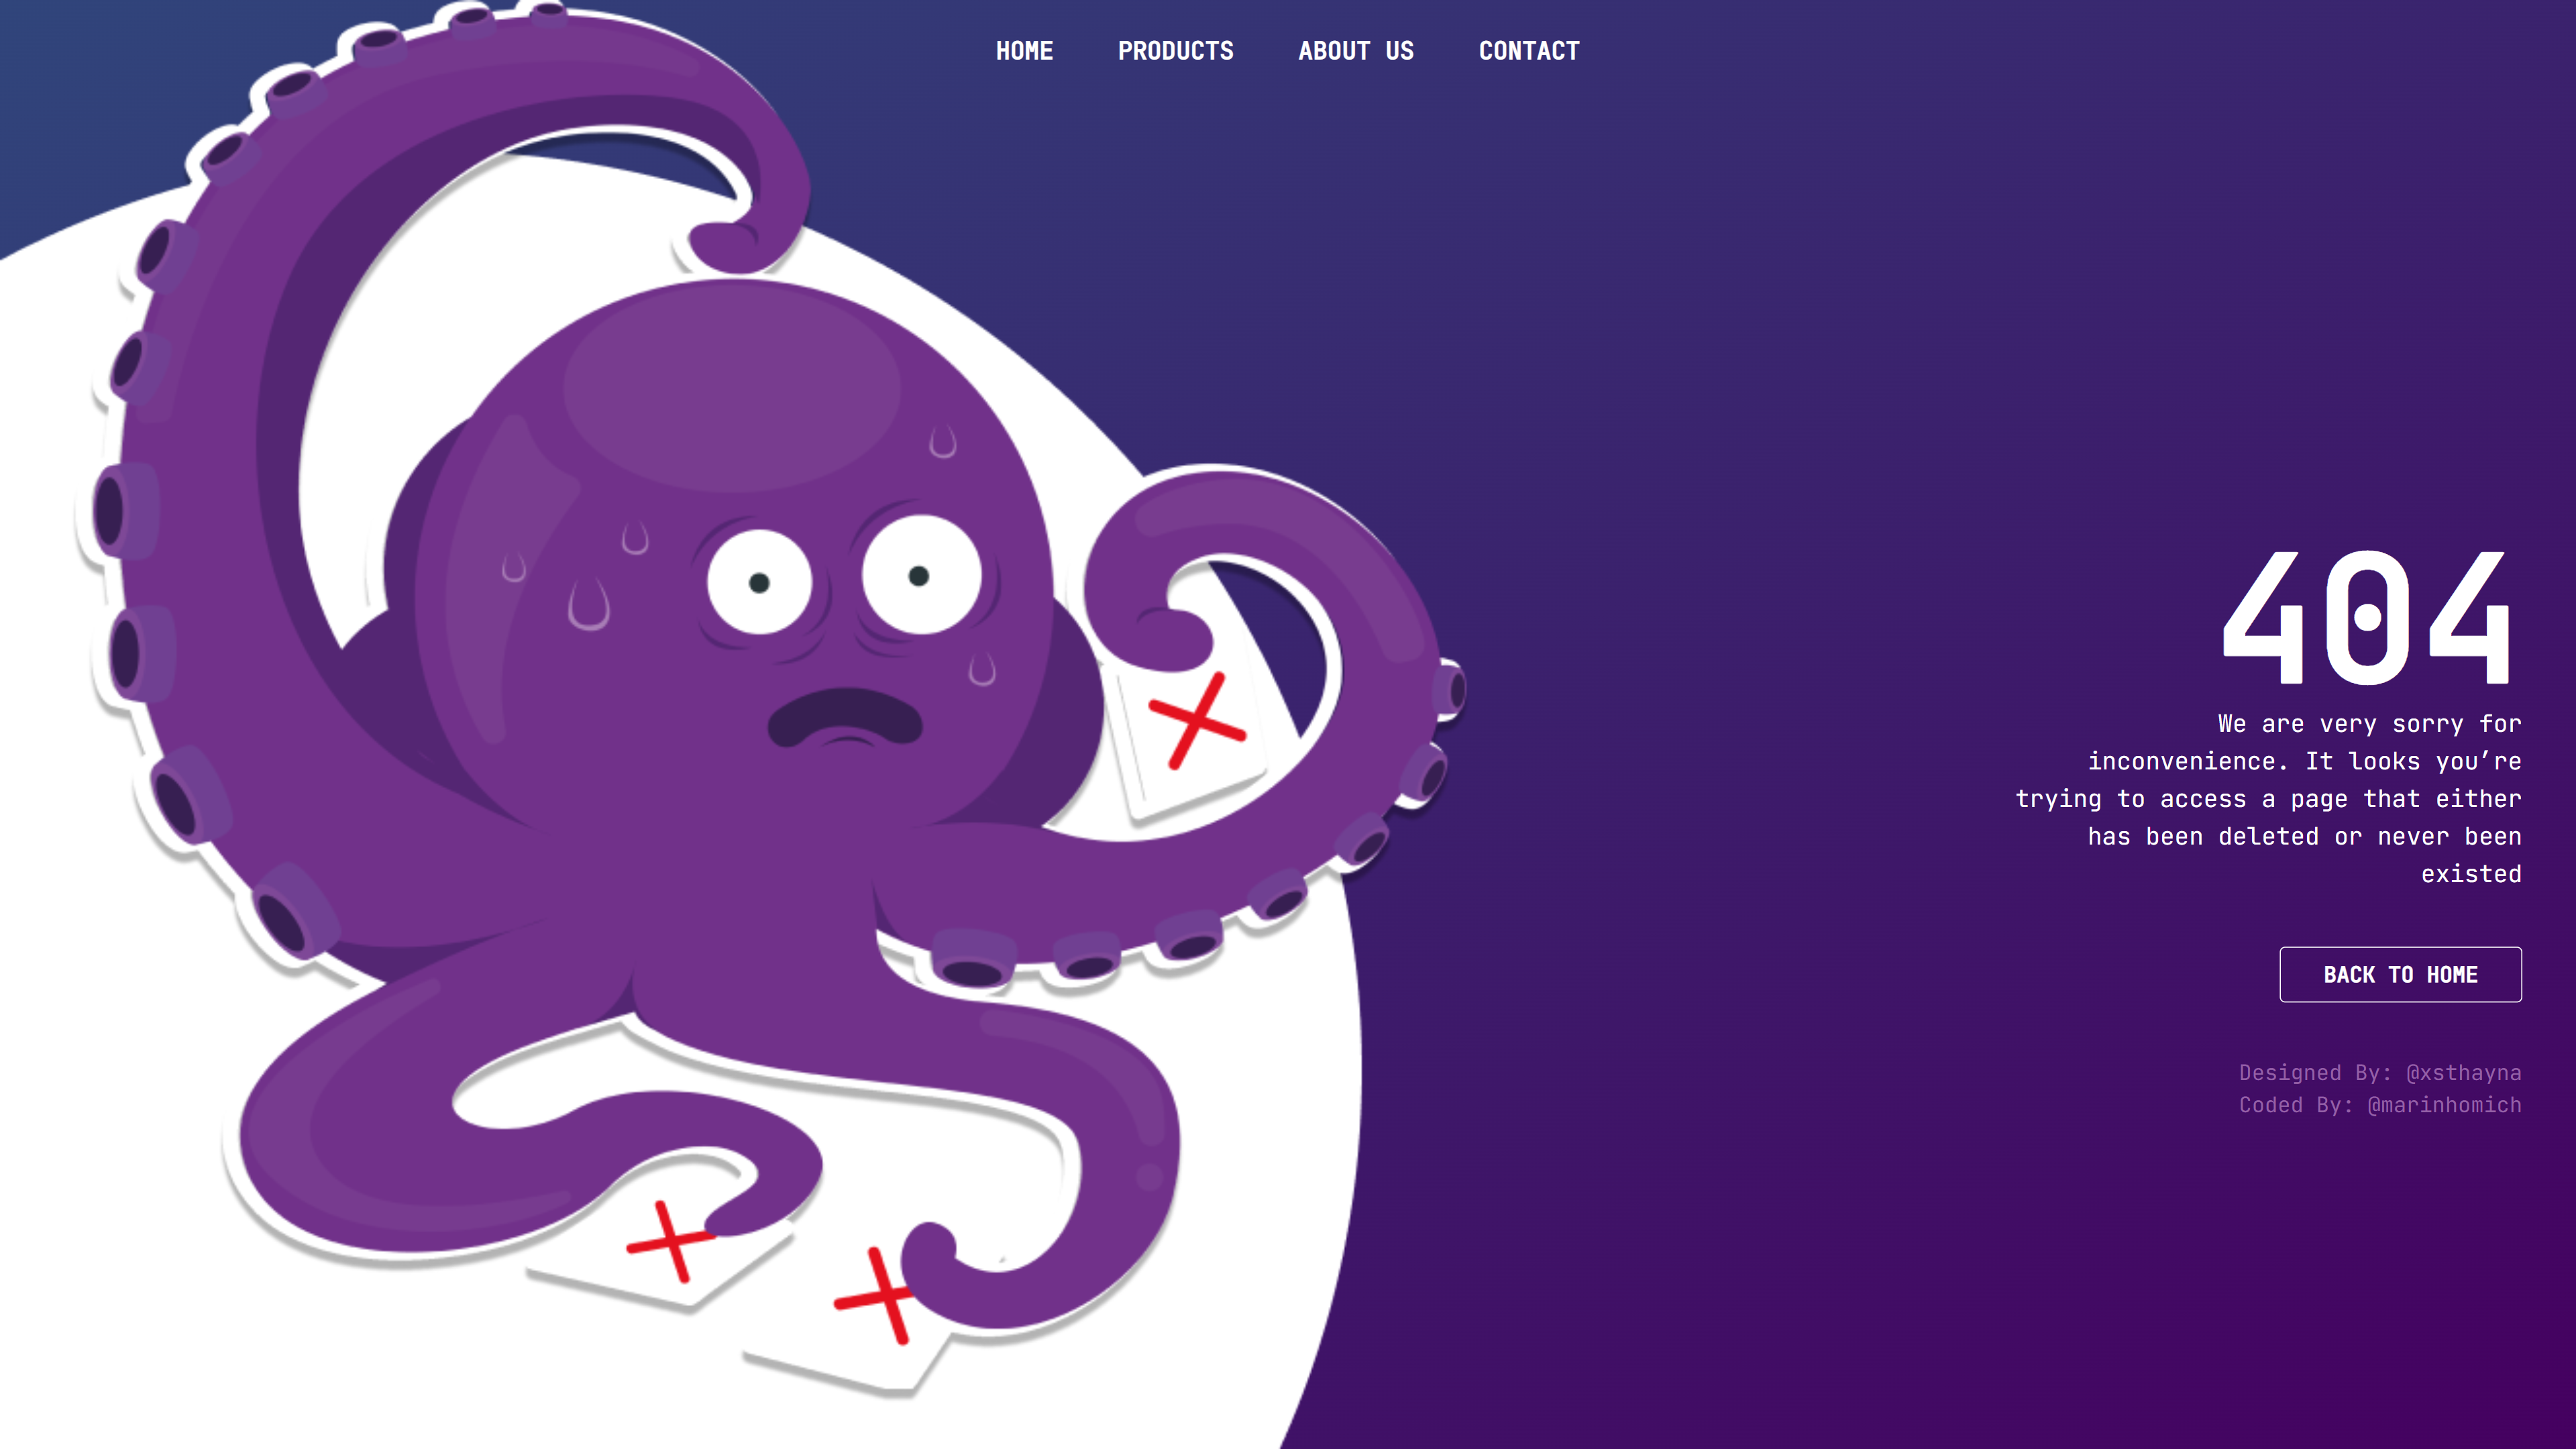 HOME PRODUCTS ABOUT US CONTACT
404
We are very sorry for
inconvenience. It looks you’re
trying to access a page that either
has been deleted or never been
existed
BACK TO HOME
Designed By: @xsthayna
Coded By: @marinhomich